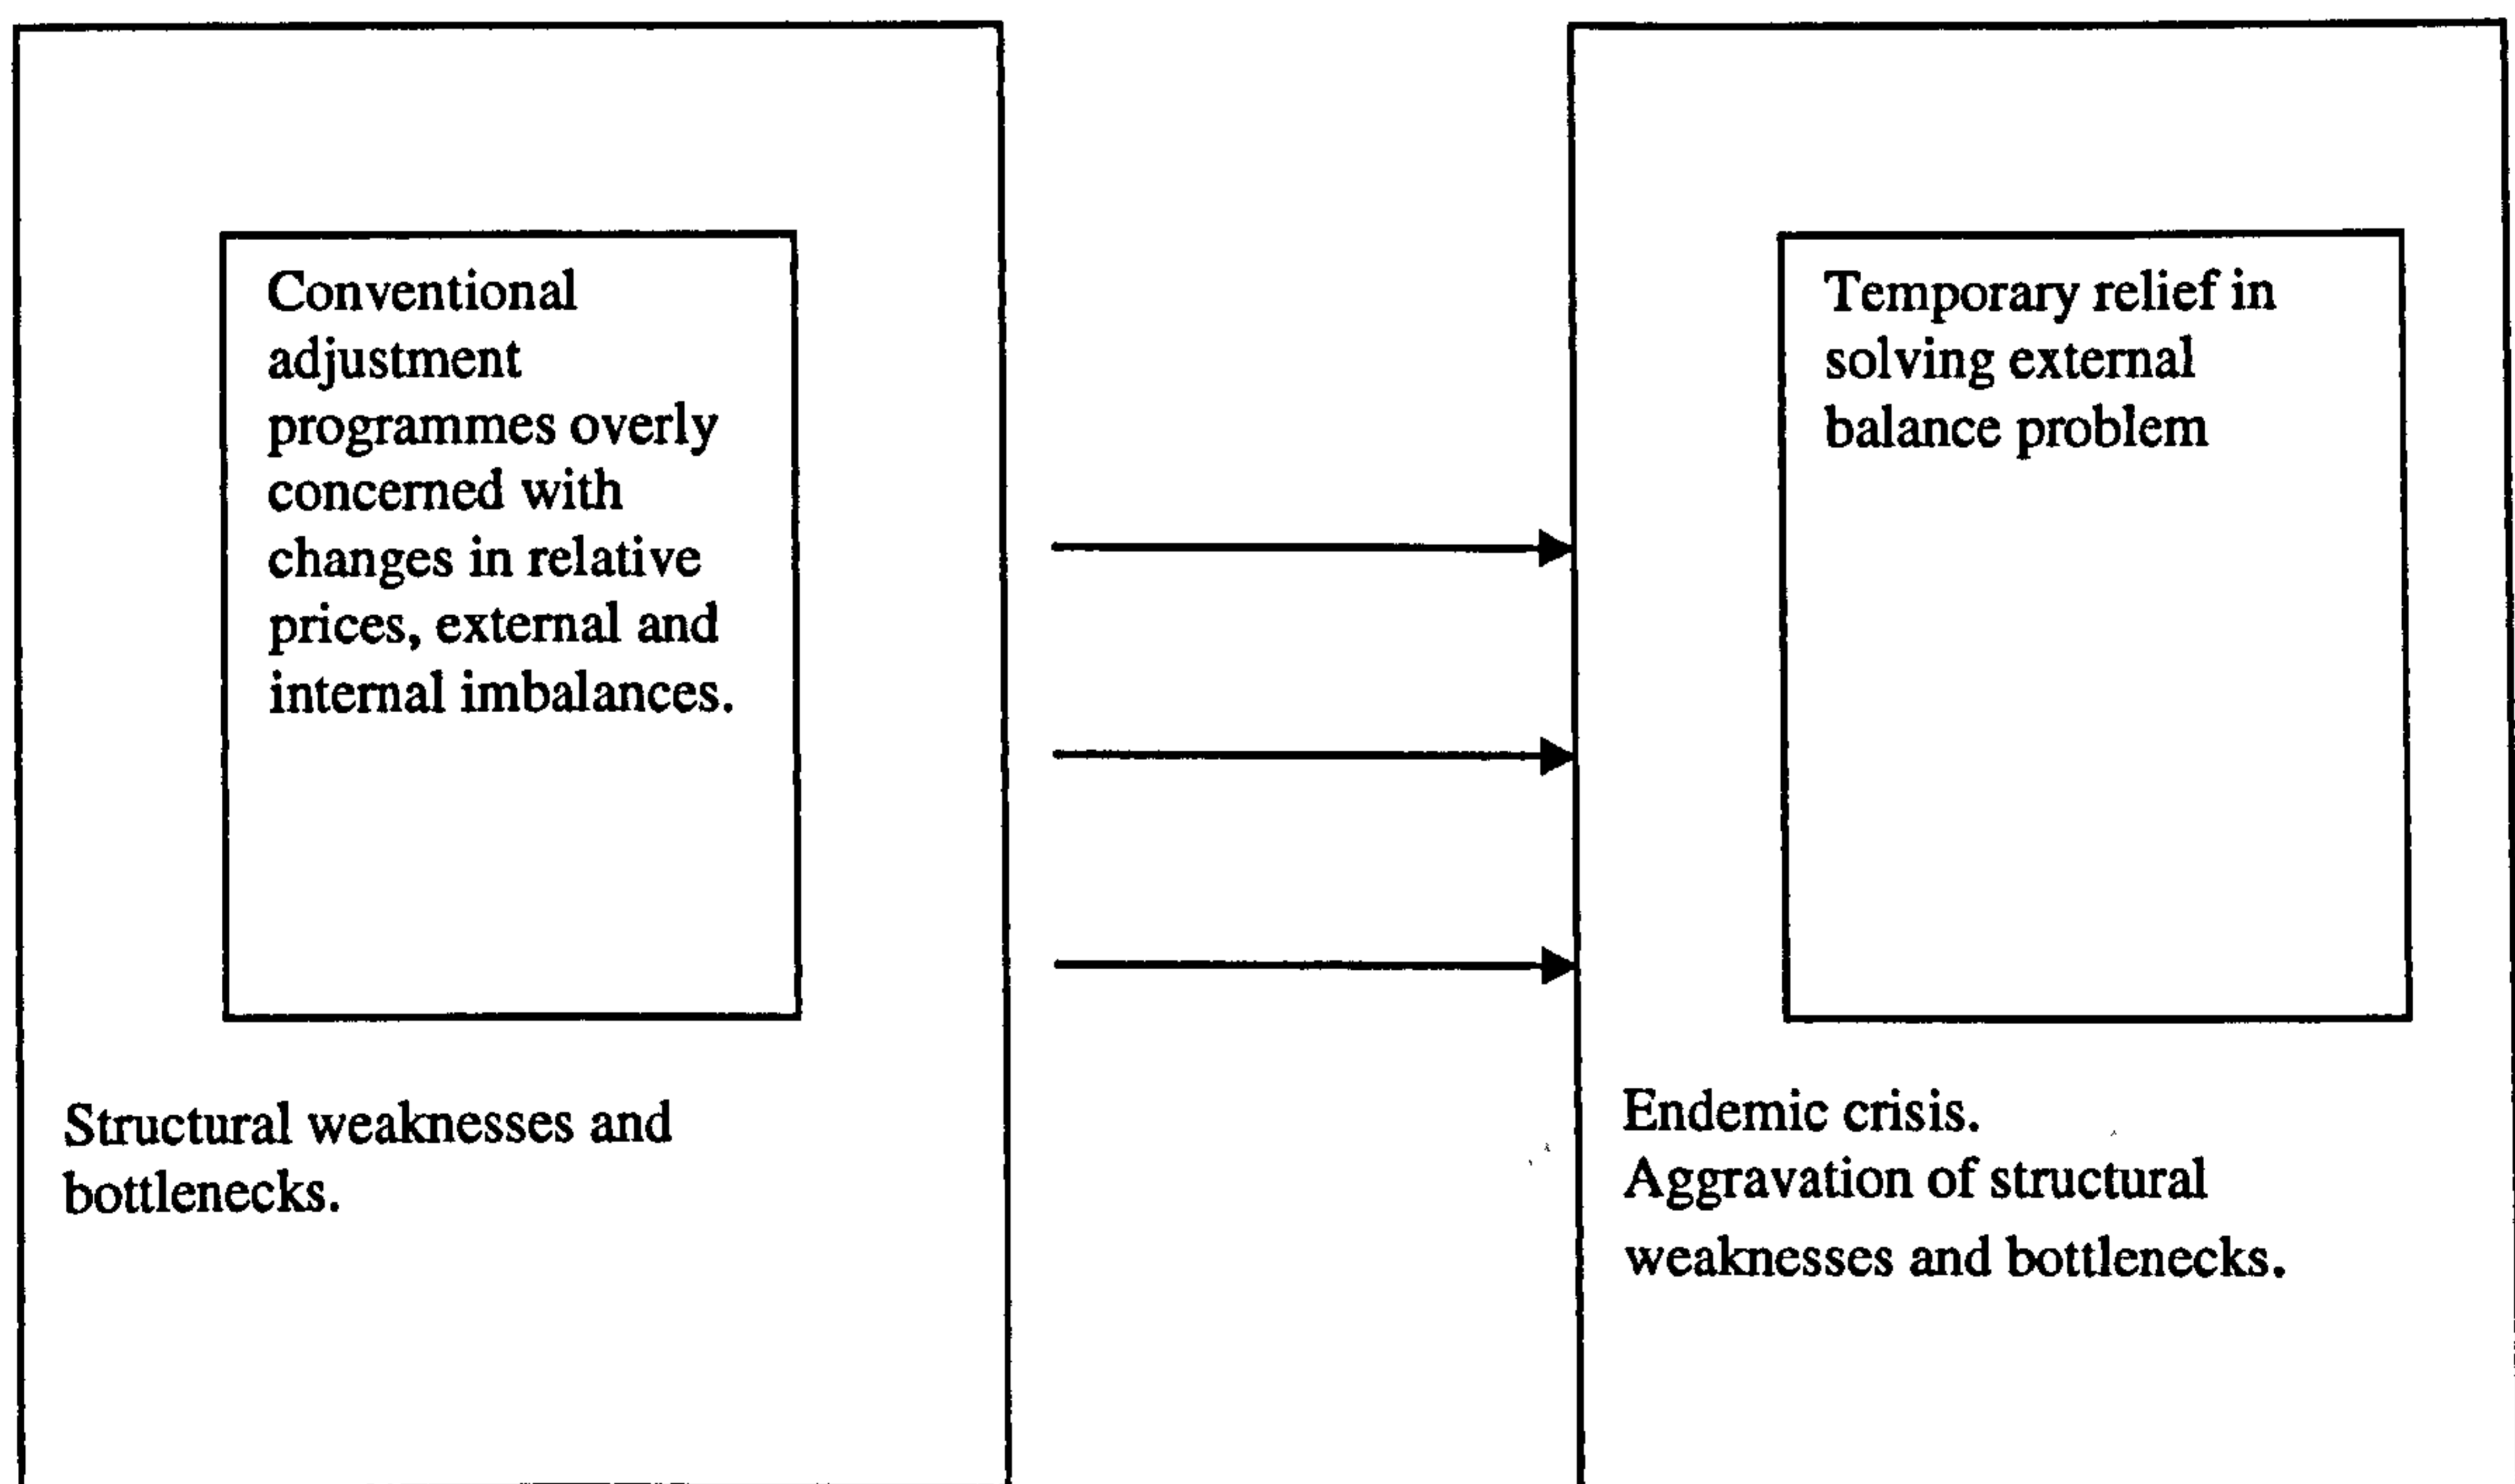 Conventional
adjustment
programmes overly
concerned with
changes in relative
prices, external and
internal imbalances.
Structural weaknesses and
bottlenecks.
Temporary relief in
solving external
balance problem
Endemic crisis.
Aggravation of structural
weaknesses and bottlenecks.